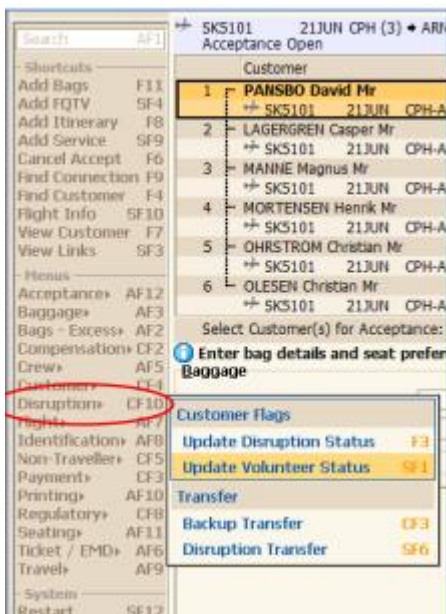 Search AF1
Shortcuts
Add Bags F11
Add FQTV SF4
Add Itinerary F8
Add Service SF9
Cancel Accept F6
Find Connection F9
Find Customer F4
Flight Info SF10
View Customer F7
View Links SF3
Menus
Acceptance AF12
Baggage AF3
Bags - Excess AF2
Compensation CF2
Crew AF5
Customer CF4
Disruption CF10
Flight AF7
Identification AF8
Non-Traveller CF5
Payment CF3
Printing AF10
Regulatory CF8
Seating AF11
Ticket / EMD AF6
Travel AF9
System
Restart SF12
SK5101 21JUN CPH (3) ARN
Acceptance Open
Customer
1 PANSBO David Mr
SK5101 21JUN CPH-A
2 LAGERGREN Casper Mr
SK5101 21JUN CPH-A
3 MANNE Magnus Mr
SK5101 21JUN CPH-A
4 MORTENSEN Henrik Mr
SK5101 21JUN CPH-A
5 OHRSTROM Christian Mr
SK5101 21JUN CPH-A
6 OLESEN Christian Mr
SK5101 21JUN CPH-A
Select Customer(s) for Acceptance:
Enter bag details and seat prefer
Baggage
Customer Flags
Update Disruption Status F3
Update Volunteer Status SF1
Transfer
Backup Transfer CF3
Disruption Transfer SF6